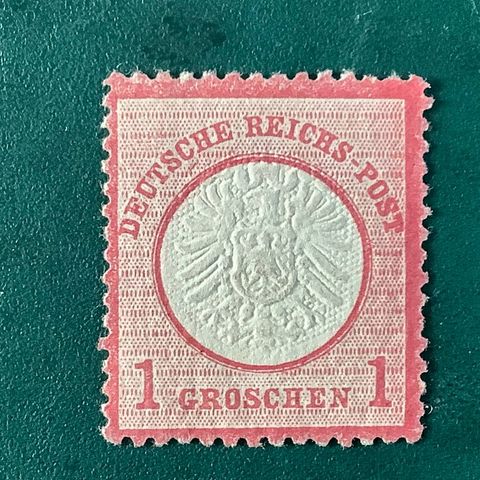 DEUTSCHE REICHS-POST
1 GROSCHEN 1